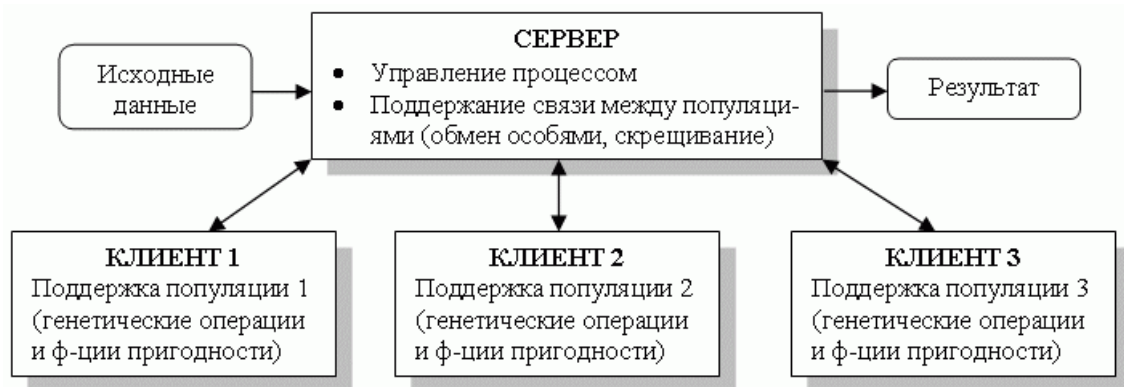 СЕРВЕР
Исходные
данные
• Управление процессом
• Поддержание связи между популяци-
ями (обмен особями, скрещивание)
Результат
КЛИЕНТ 1
Поддержка популяции 1
(генетические операции
и ф-ции пригодности)
КЛИЕНТ 2
Поддержка популяции 2
(генетические операции
и ф-ции пригодности)
КЛИЕНТ 3
Поддержка популяции 3
(генетические операции
и ф-ции пригодности)